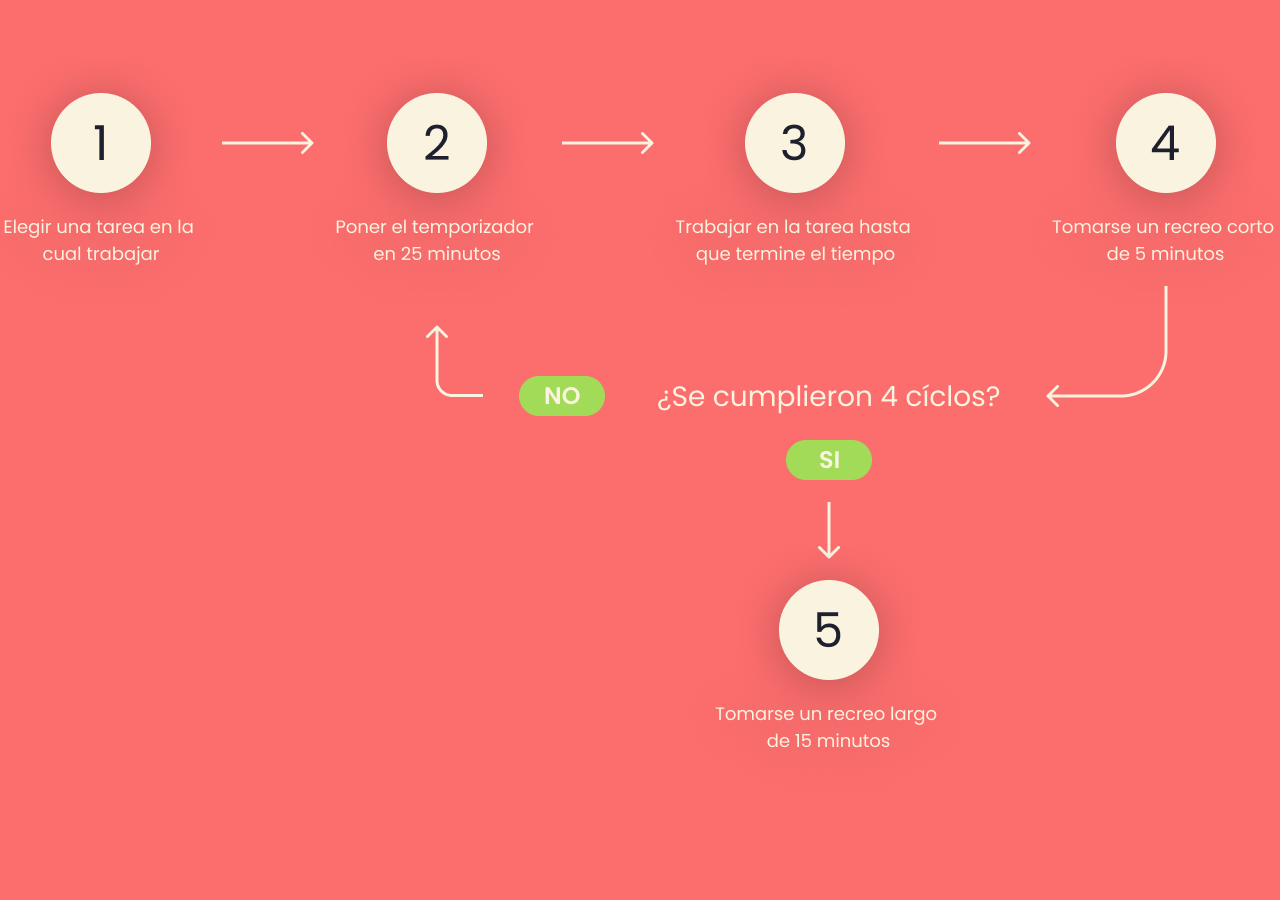 1
2
3
4
Elegir una tarea en la
cual trabajar
Poner el temporizador
en 25 minutos
Trabajar en la tarea hasta
que termine el tiempo
Tomarse un recreo corto
de 5 minutos
NO
¿Se cumplieron 4 cíclos?
SI
5
Tomarse un recreo largo
de 15 minutos